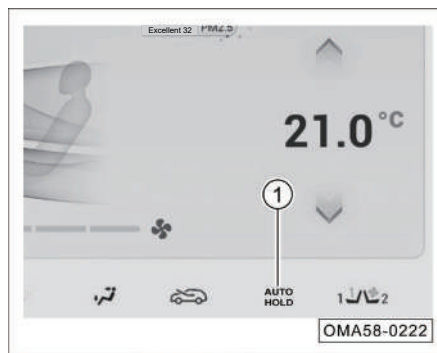 Excellent 32 PM2.5
21.0 °C
1
AUTO
HOLD
1 2
OMA58-0222